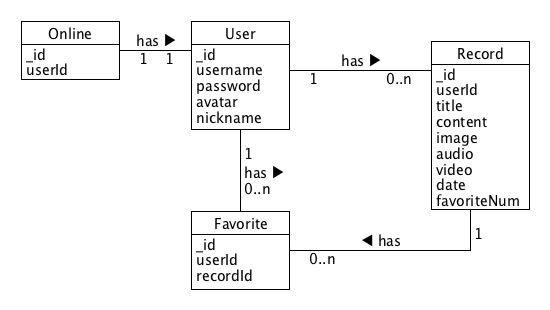 Online
_id
userId
has ▶
1 1
User
_id
username
password
avatar
nickname
has ▶
1 0..n
Record
_id
userId
title
content
image
audio
video
date
favoriteNum
1
has ▶
0..n
Favorite
_id
userId
recordId
◀ has
0..n
1